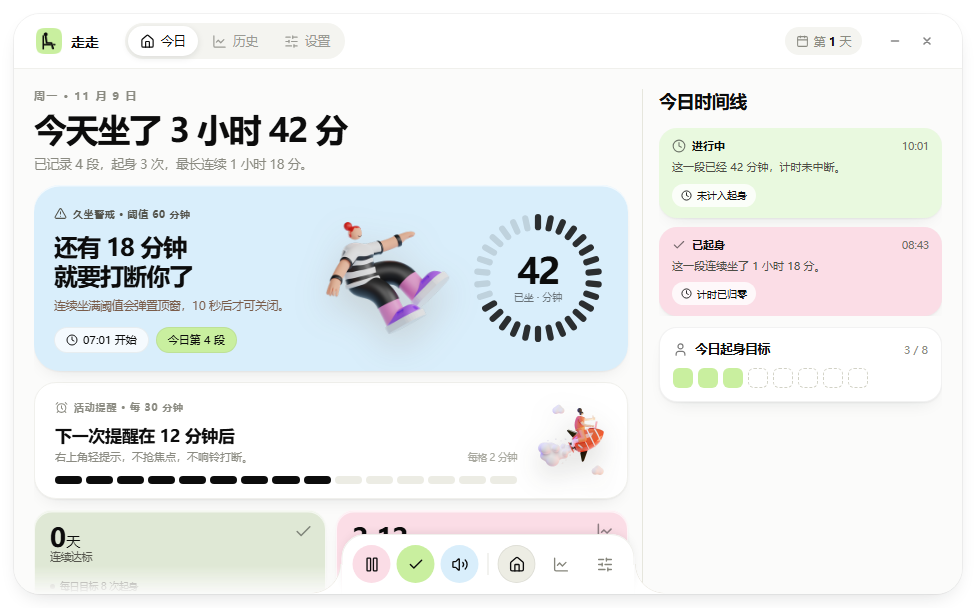 走走
今日
历史
设置
第 1 天
周一 • 11 月 9 日
今天坐了 3 小时 42 分
已记录 4 段，起身 3 次，最长连续 1 小时 18 分。
久坐警戒 • 阈值 60 分钟
还有 18 分钟
就要打断你了
连续坐满阈值会弹置顶窗，10 秒后才可关闭。
07:01 开始
今日第 4 段
42
已坐 · 分钟
活动提醒 • 每 30 分钟
下一次提醒在 12 分钟后
右上角轻提示，不抢焦点，不响铃打断。
每格 2 分钟
0天
连续达标
• 每日目标 8 次起身
今日时间线
进行中
10:01
这一段已经 42 分钟，计时未中断。
未计入起身
已起身
08:43
这一段连续坐了 1 小时 18 分。
计时已归零
今日起身目标
3 / 8